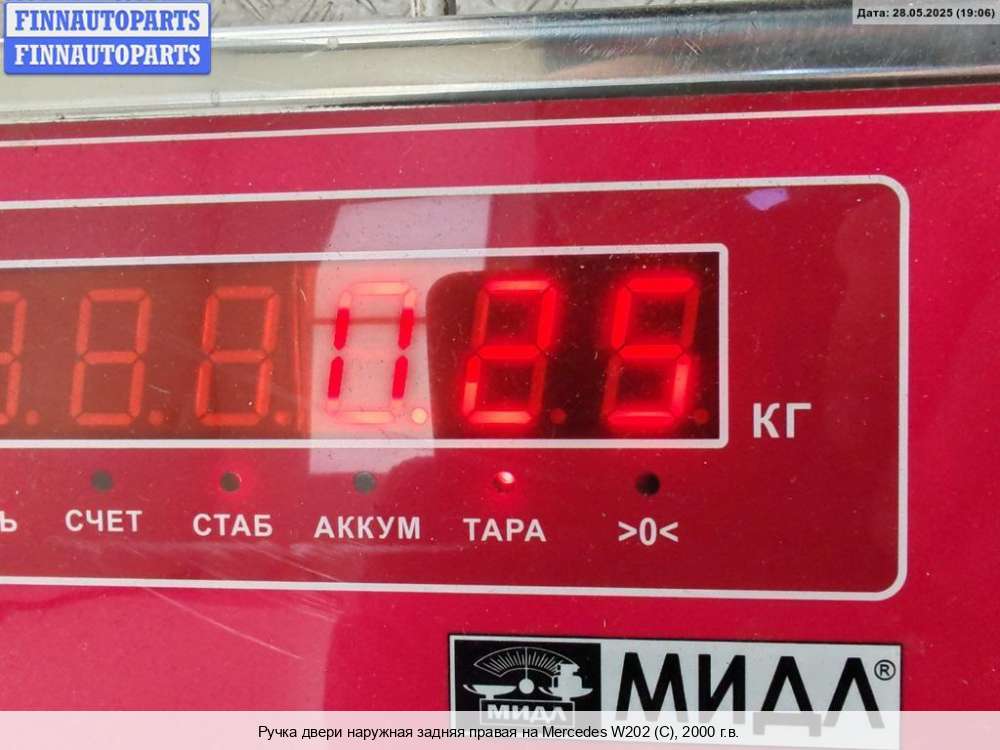 FINNAUTOPARTS
FINNAUTOPARTS
Дата: 28.05.2025 (19:06)
0.25
КГ
Ь СЧЕТ СТАБ АККУМ ТАРА >0<
МИДЛ МИДЛ®
Ручка двери наружная задняя правая на Mercedes W202 (C), 2000 г.в.